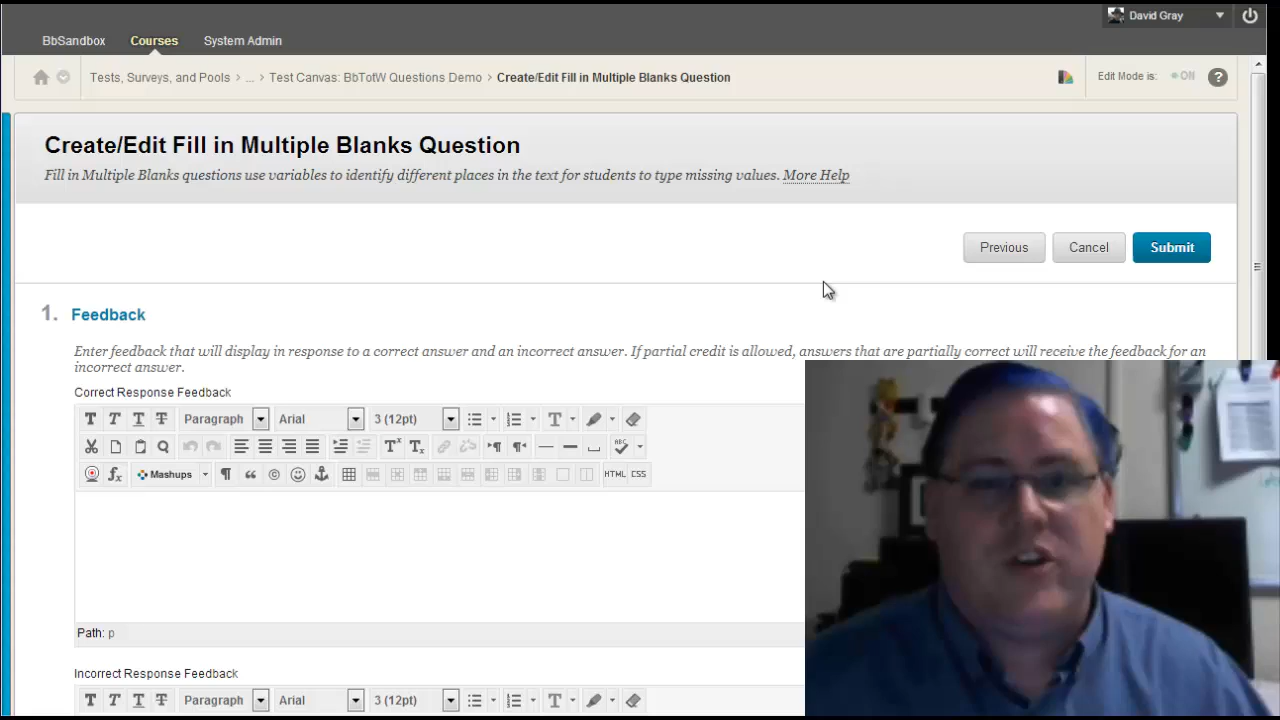 David Gray
BbSandbox Courses System Admin
Tests, Surveys, and Pools > ... > Test Canvas: BbTotW Questions Demo > Create/Edit Fill in Multiple Blanks Question
Edit Mode is: ON ?
Create/Edit Fill in Multiple Blanks Question
Fill in Multiple Blanks questions use variables to identify different places in the text for students to type missing values. More Help
Previous Cancel Submit
1. Feedback
Enter feedback that will display in response to a correct answer and an incorrect answer. If partial credit is allowed, answers that are partially correct will receive the feedback for an
incorrect answer.
Correct Response Feedback
T T T T Paragraph Arial 3 (12pt) T
Tx Tx ABC
fx Mashups ¶ “ © HTML CSS
Path: p
Incorrect Response Feedback
T T T T Paragraph Arial 3 (12pt) T